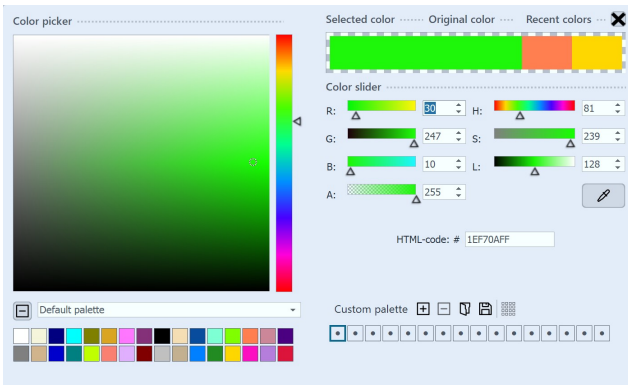 Color picker
Selected color Original color Recent colors
Color slider
R: 30 H: 81
G: 247 S: 239
B: 10 L: 128
A: 255
HTML-code: # 1EF70AFF
Default palette
Custom palette